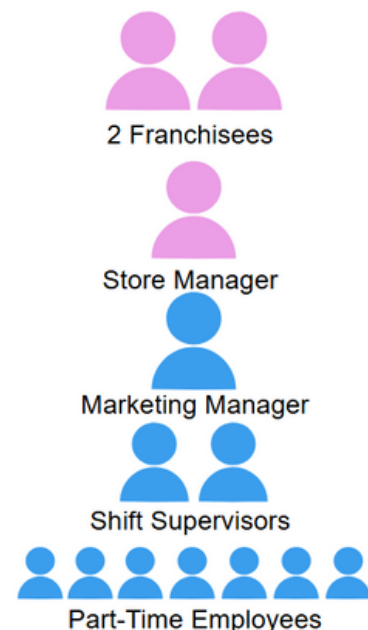 2 Franchisees
Store Manager
Marketing Manager
Shift Supervisors
Part-Time Employees